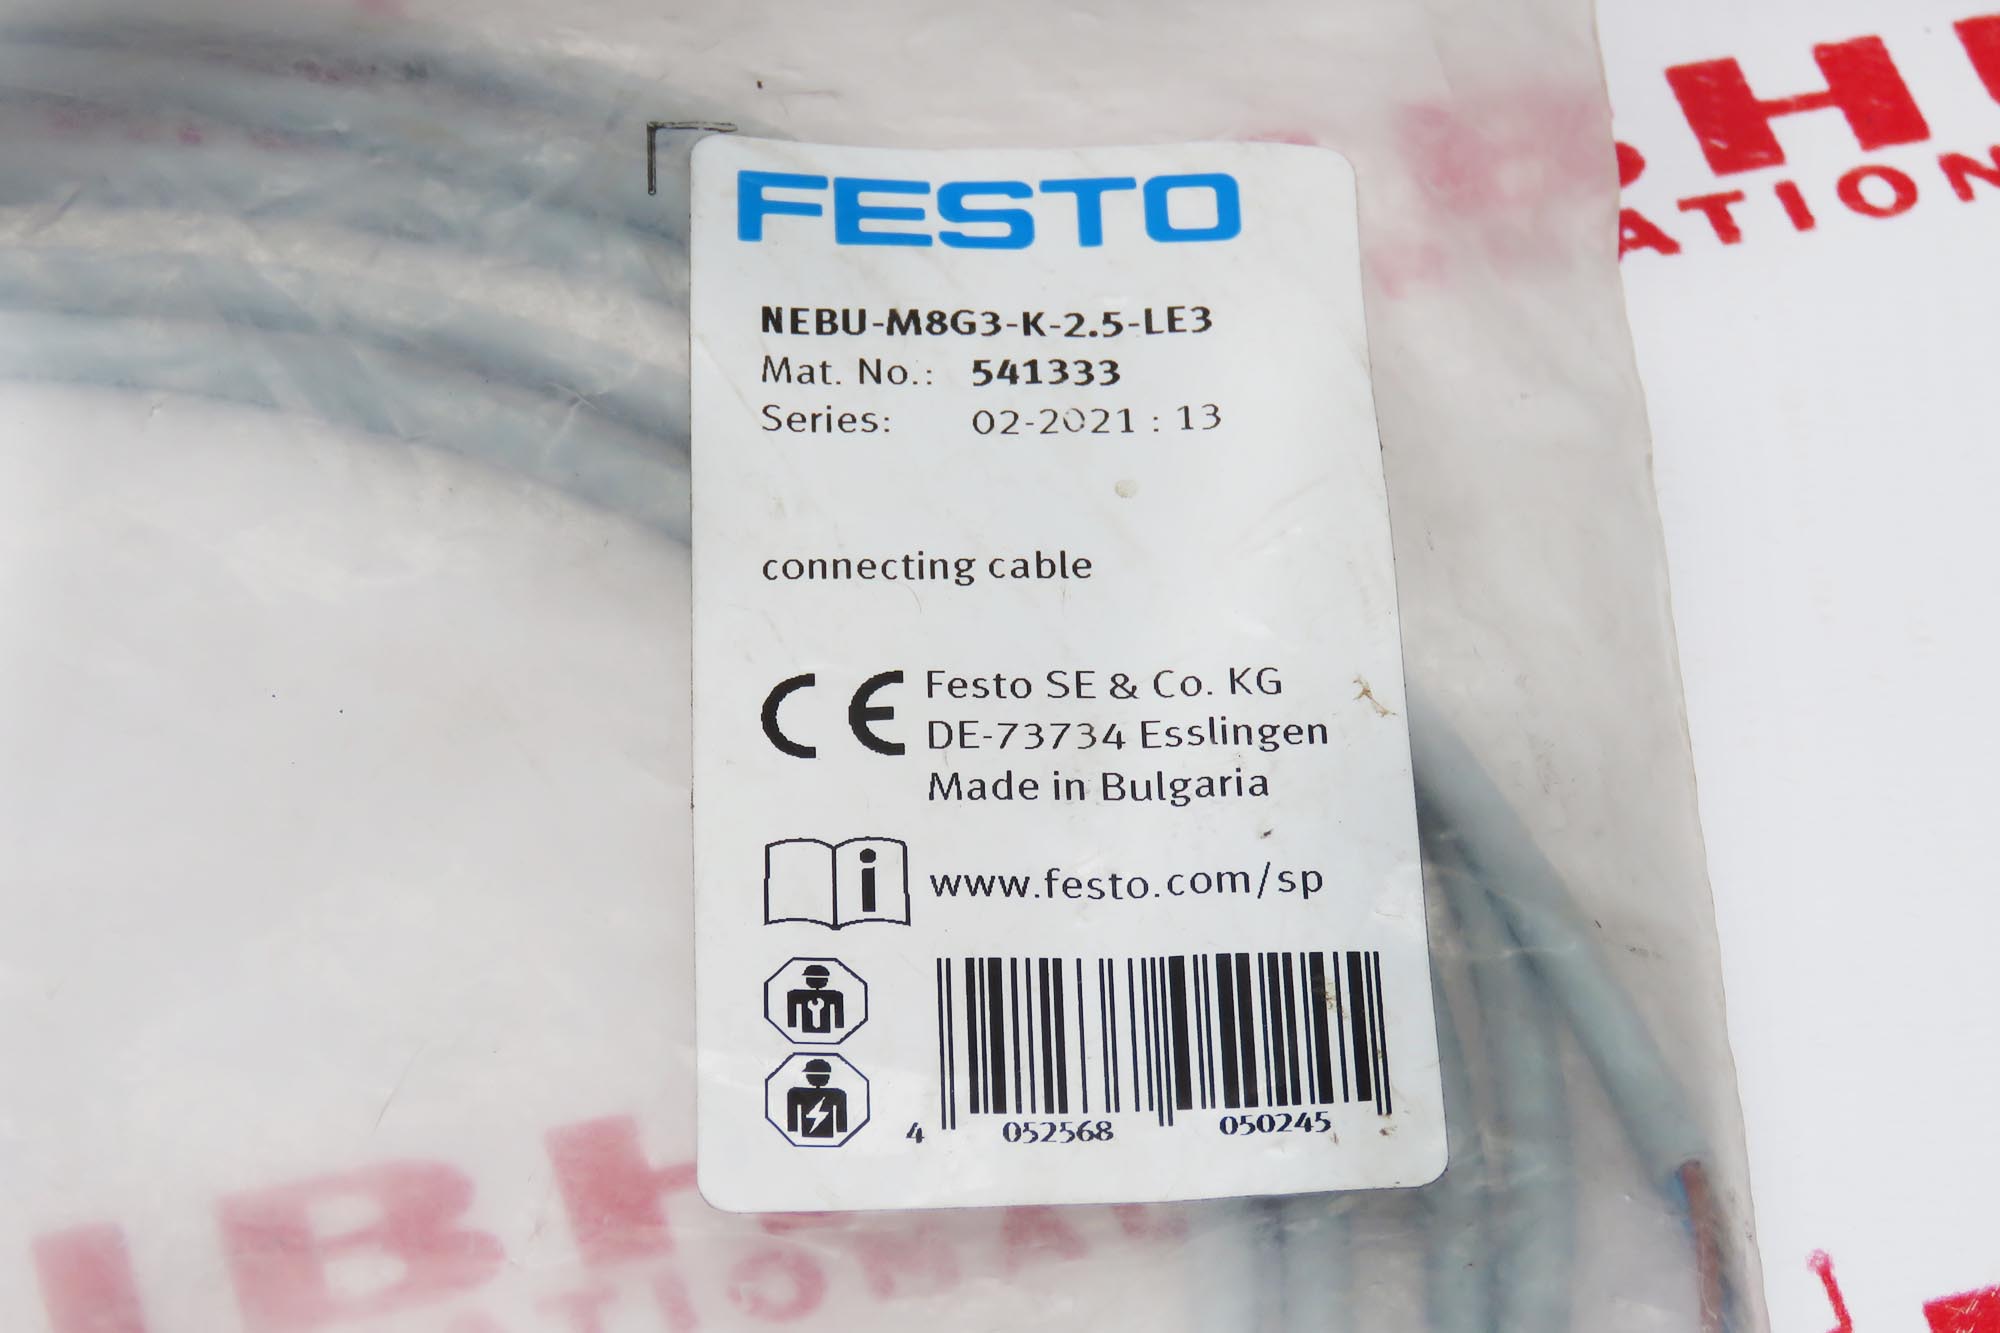 FESTO
NEBU-M8G3-K-2.5-LE3
Mat. No.: 541333
Series: 02-2021 : 13
connecting cable
CE Festo SE & Co. KG
DE-73734 Esslingen
Made in Bulgaria
i www.festo.com/sp
4 052568 050245